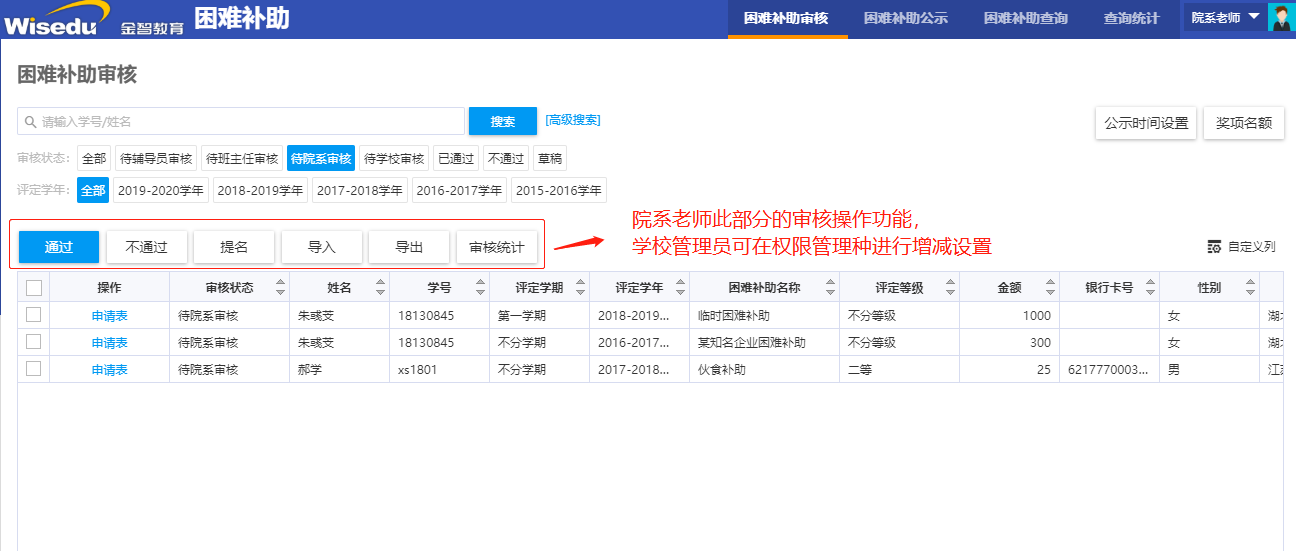 Wisedu 金智教育 困难补助 困难补助审核 困难补助公示 困难补助查询 查询统计 院系老师
困难补助审核
请输入学号/姓名 搜索 [高级搜索] 公示时间设置 奖项名额
审核状态: 全部 待辅导员审核 待班主任审核 待院系审核 待学校审核 已通过 不通过 草稿
评定学年: 全部 2019-2020学年 2018-2019学年 2017-2018学年 2016-2017学年 2015-2016学年
院系老师此部分的审核操作功能，
学校管理员可在权限管理种进行增减设置
通过 不通过 提名 导入 导出 审核统计 自定义列
操作 审核状态 姓名 学号 评定学期 评定学年 困难补助名称 评定等级 金额 银行卡号 性别
申请表 待院系审核 朱彧芠 18130845 第一学期 2018-2019... 临时困难补助 不分等级 1000 女
申请表 待院系审核 朱彧芠 18130845 不分学期 2016-2017... 某知名企业困难补助 不分等级 300 女
申请表 待院系审核 郝学 xs1801 不分学期 2017-2018... 伙食补助 二等 25 6217770003... 男